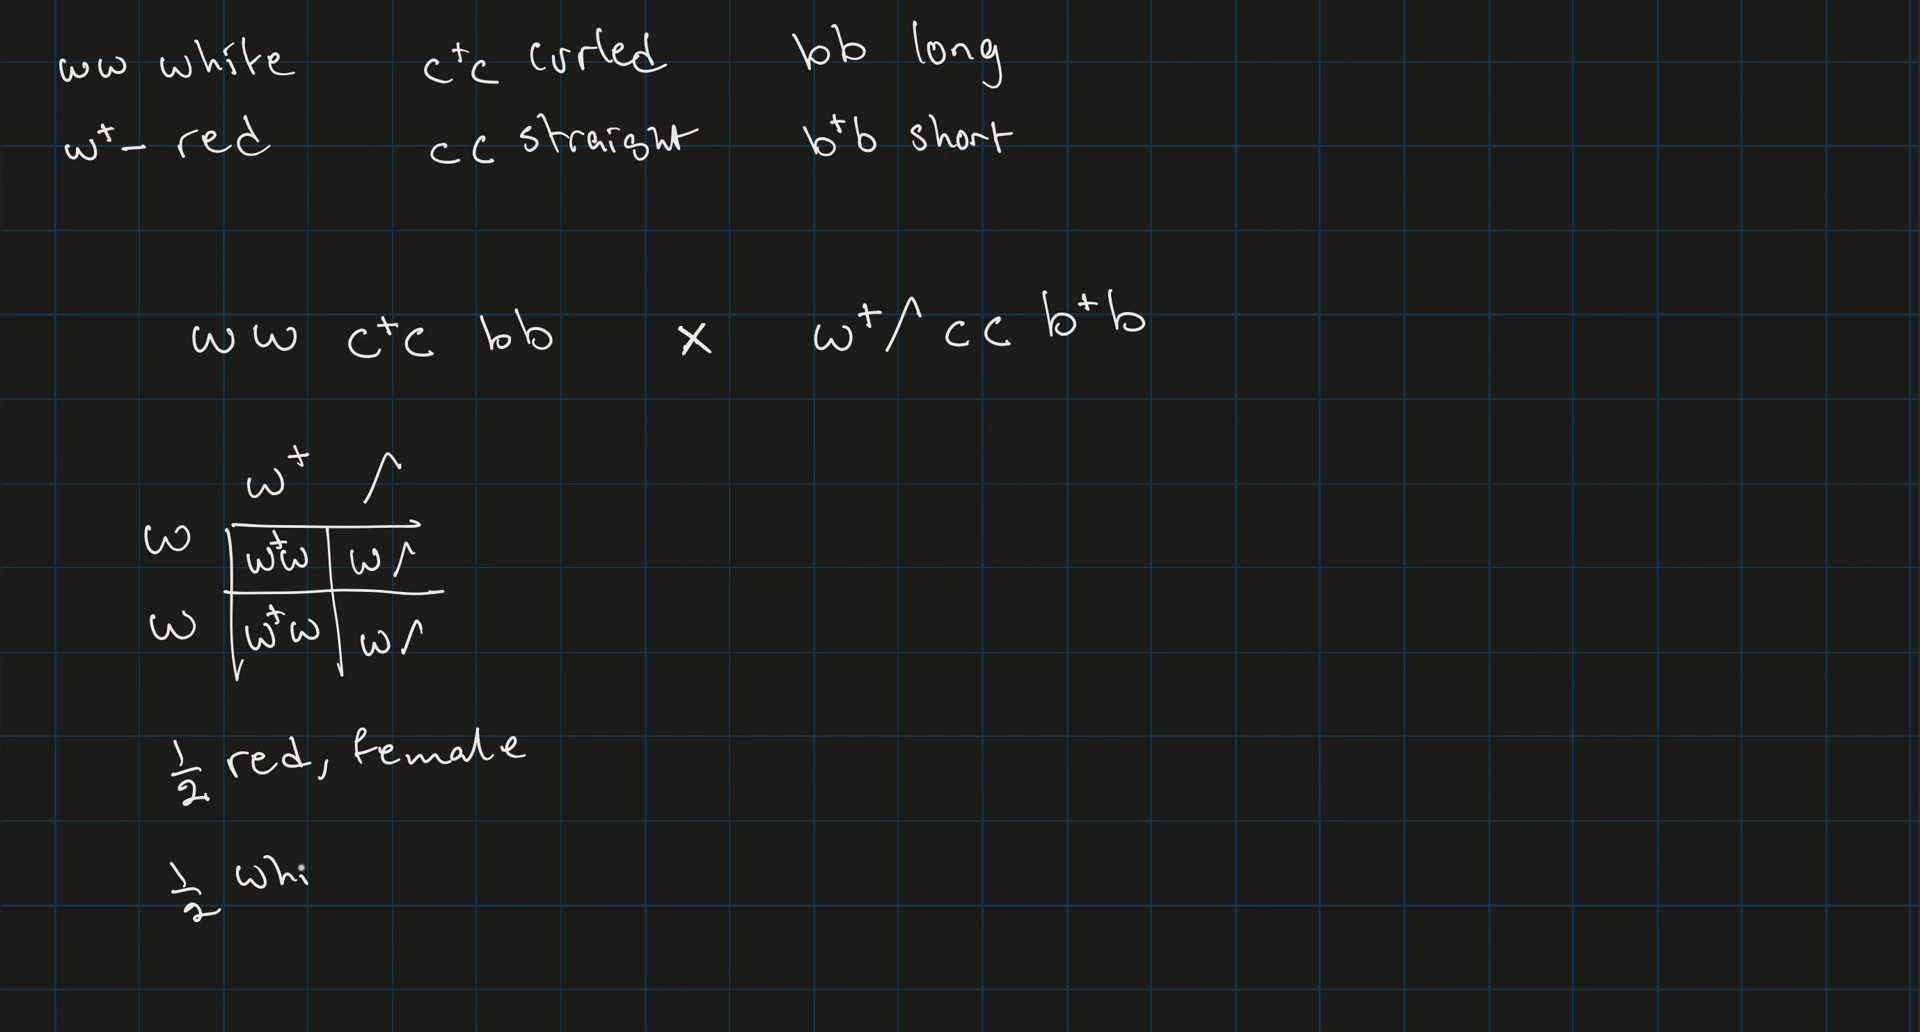 ww white c⁺c curled bb long
w⁺– red cc straight b⁺b short
ww c⁺c bb x w⁺/ cc b⁺b
w⁺ /
w w⁺w w/
w w⁺w w/
1/2 red, female
1/2 whi